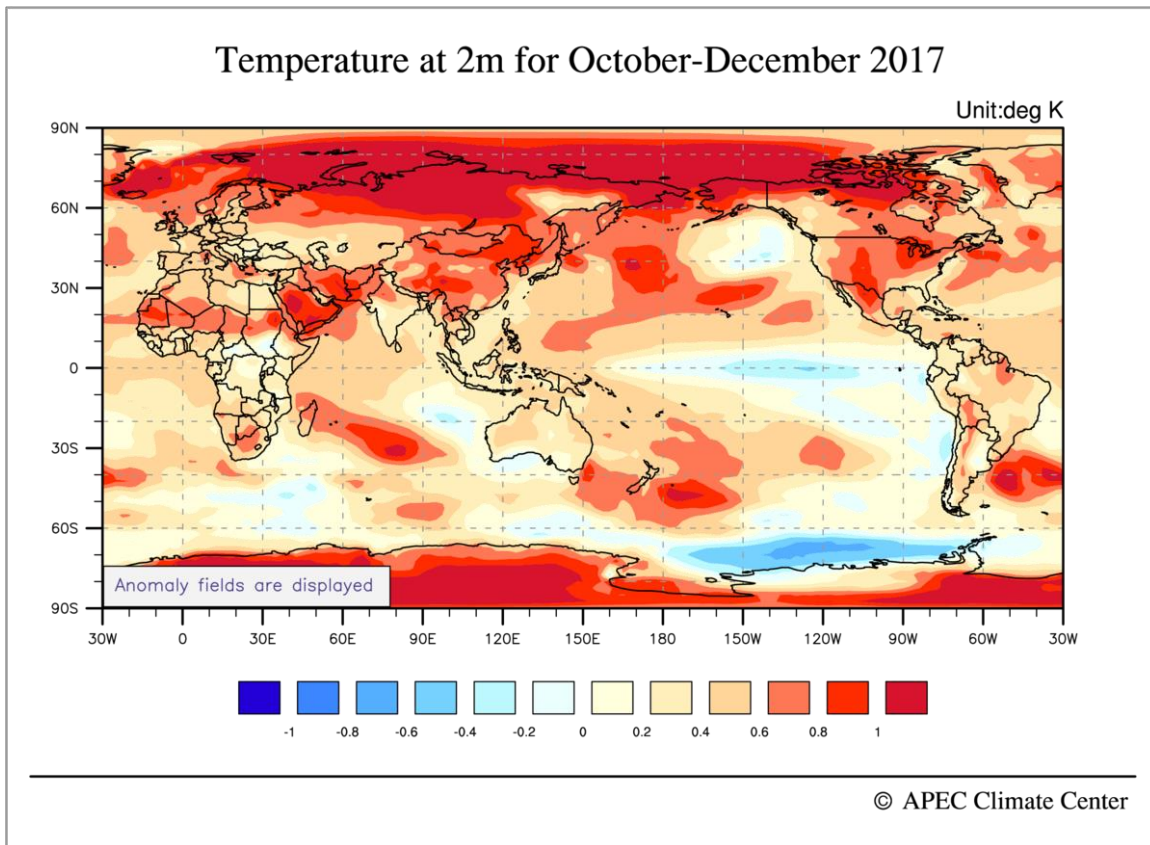 Temperature at 2m for October-December 2017
Unit:deg K
90N
60N
30N
0
30S
60S
90S
Anomaly fields are displayed
30W 0 30E 60E 90E 120E 150E 180 150W 120W 90W 60W 30W
-1 -0.8 -0.6 -0.4 -0.2 0 0.2 0.4 0.6 0.8 1
© APEC Climate Center